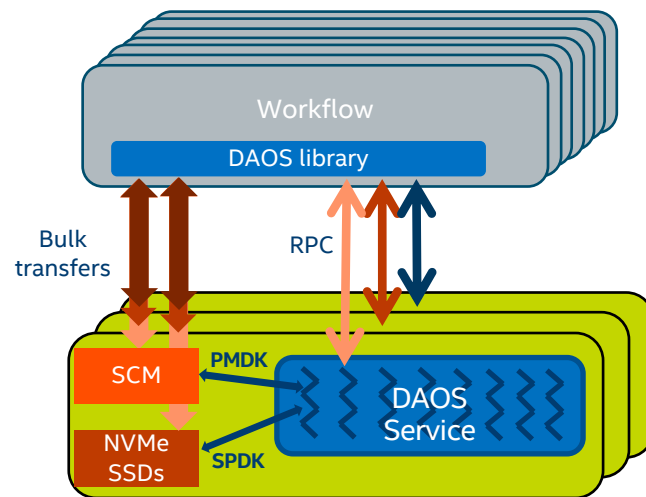 Workflow
DAOS library
Bulk
transfers
RPC
SCM
PMDK
DAOS
Service
NVMe
SSDs
SPDK